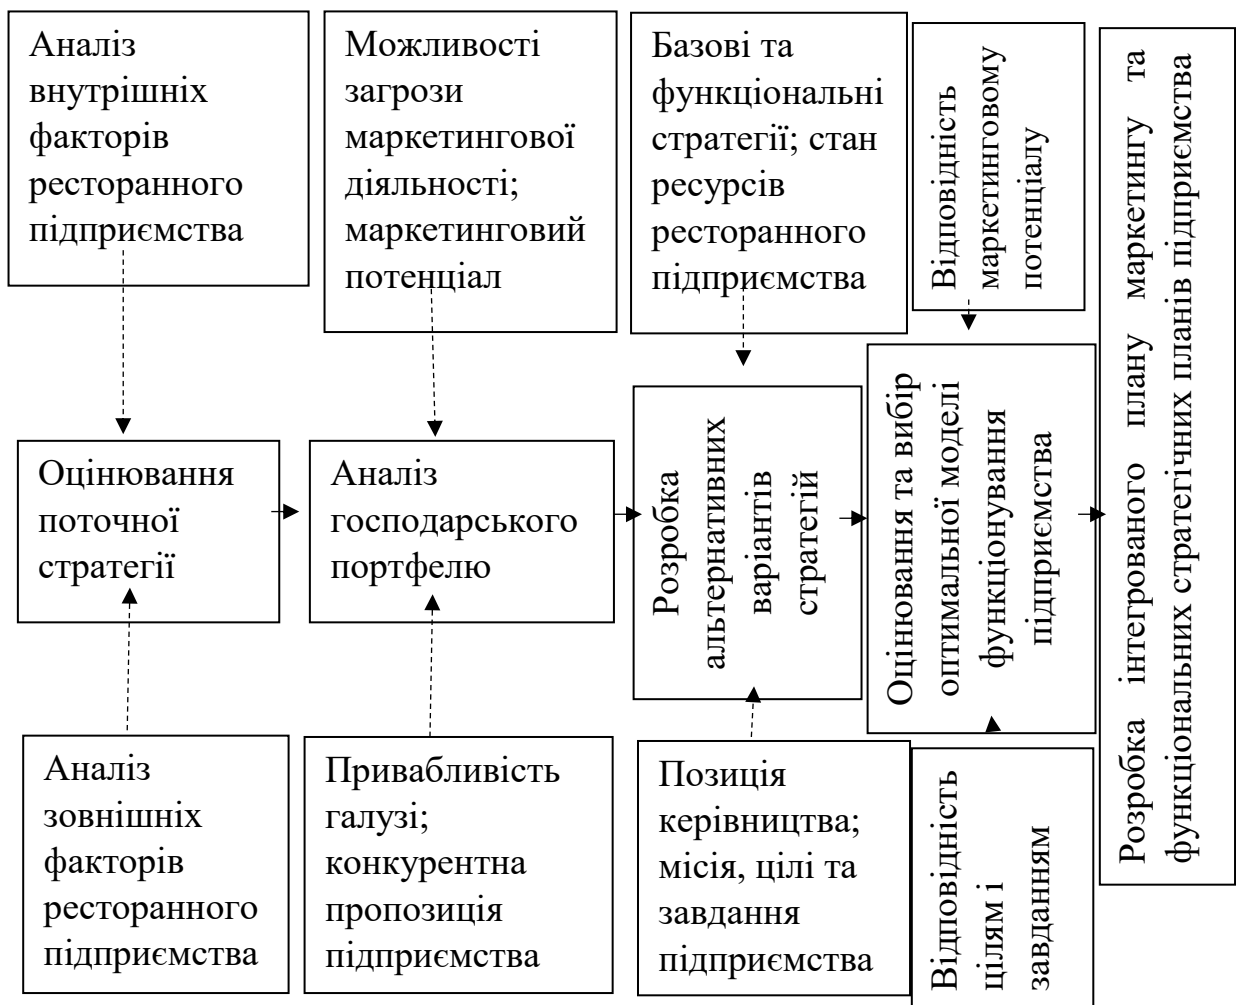 Аналіз
внутрішніх
факторів
ресторанного
підприємства
Можливості
загрози
маркетингової
діяльності;
маркетинговий
потенціал
Базові та
функціональні
стратегії; стан
ресурсів
ресторанного
підприємства
Відповідність
маркетинговому
потенціалу
Оцінювання
поточної
стратегії
Аналіз
господарського
портфелю
Розробка
альтернативних
варіантів
стратегій
Оцінювання та вибір
оптимальної моделі
функціонування
підприємства
Розробка інтегрованого плану маркетингу та
функціональних стратегічних планів підприємства
Аналіз
зовнішніх
факторів
ресторанного
підприємства
Привабливість
галузі;
конкурентна
пропозиція
підприємства
Позиція
керівництва;
місія, цілі та
завдання
підприємства
Відповідність
цілям і
завданням